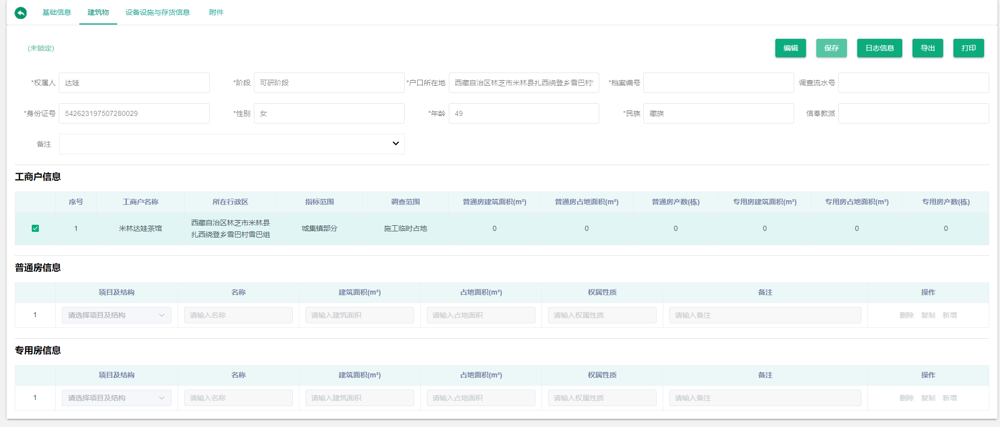 基础信息 建筑物 设备设施与存货信息 附件
(未锁定) 编辑 保存 日志信息 导出 打印
*权属人 达娃 *阶段 可研阶段 *户口所在地 西藏自治区林芝市米林县扎西绕登乡雪巴村 *档案编号 调查流水号
*身份证号 542623197507280029 *性别 女 *年龄 49 *民族 藏族 信奉教派
备注
工商户信息
序号 工商户名称 所在行政区 指标范围 调查范围 普通房建筑面积(m²) 普通房占地面积(m²) 普通房产数(栋) 专用房建筑面积(m²) 专用房占地面积(m²) 专用房产数(栋)
1 米林达娃茶馆 西藏自治区林芝市米林县 城集镇部分 施工临时占地 0 0 0 0 0 0
扎西绕登乡雪巴村雪巴组
普通房信息
项目及结构 名称 建筑面积(m²) 占地面积(m²) 权属性质 备注 操作
1 请选择项目及结构 请输入名称 请输入建筑面积 请输入占地面积 请输入权属性质 请输入备注 删除 复制 新增
专用房信息
项目及结构 名称 建筑面积(m²) 占地面积(m²) 权属性质 备注 操作
1 请选择项目及结构 请输入名称 请输入建筑面积 请输入占地面积 请输入权属性质 请输入备注 删除 复制 新增